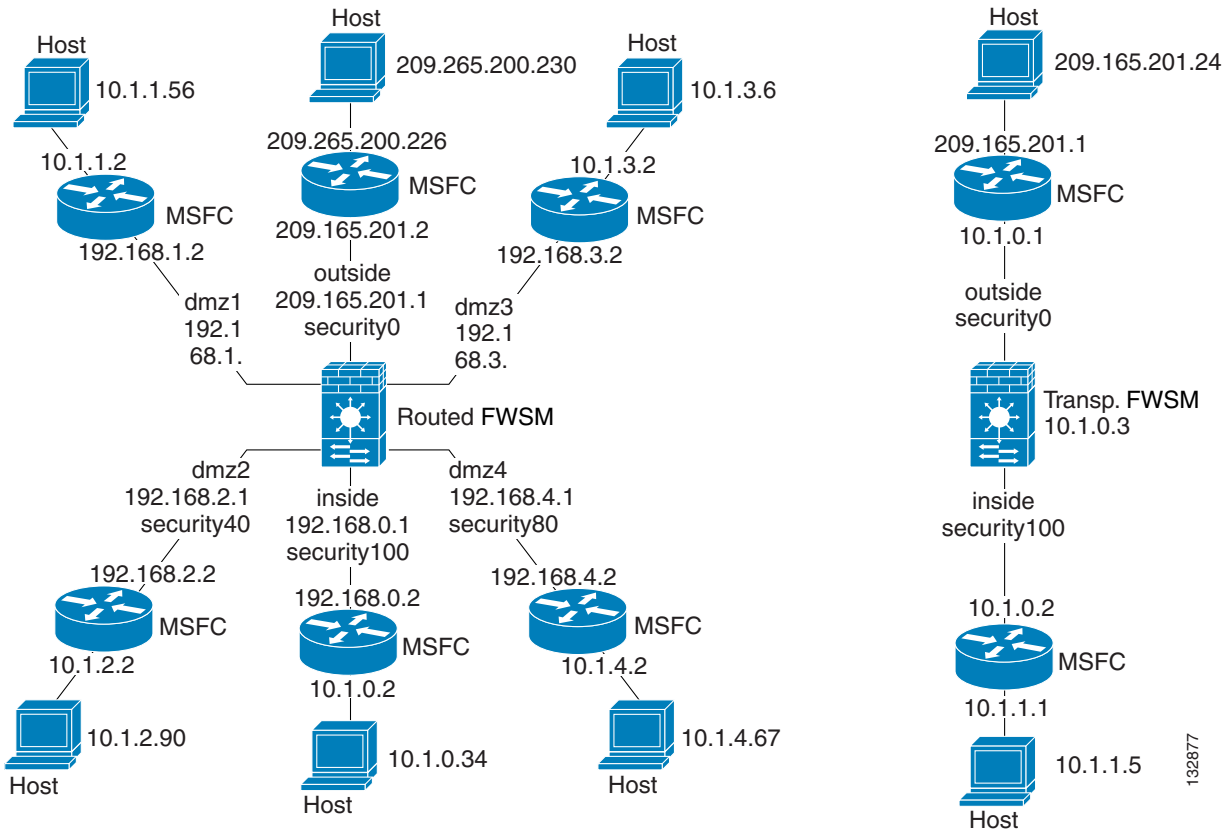 Host
209.265.200.230
209.265.200.226
MSFC
209.165.201.2
outside
209.165.201.1
security0
Host
10.1.1.56
10.1.1.2
MSFC
192.168.1.2
dmz1
192.1
68.1.
Host
10.1.3.6
10.1.3.2
MSFC
192.168.3.2
dmz3
192.1
68.3.
Routed FWSM
dmz2
192.168.2.1
security40
192.168.2.2
MSFC
10.1.2.2
10.1.2.90
Host
inside
192.168.0.1
security100
192.168.0.2
MSFC
10.1.0.2
10.1.0.34
Host
dmz4
192.168.4.1
security80
192.168.4.2
MSFC
10.1.4.2
10.1.4.67
Host
Host
209.165.201.24
209.165.201.1
MSFC
10.1.0.1
outside
security0
Transp. FWSM
10.1.0.3
inside
security100
10.1.0.2
MSFC
10.1.1.1
10.1.1.5
Host
132877